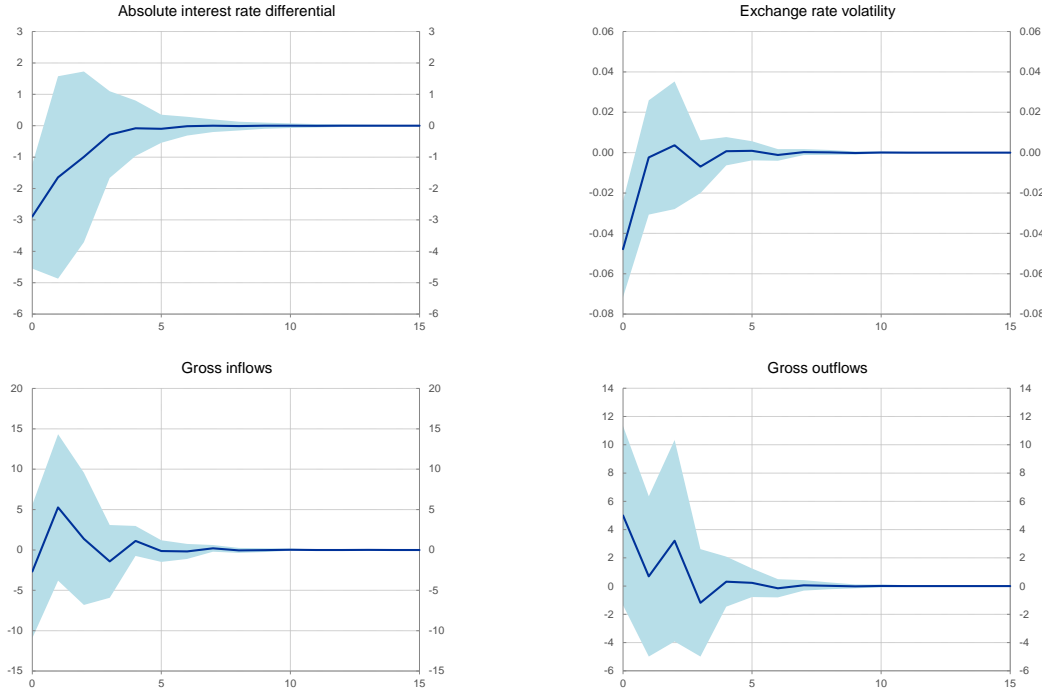 Absolute interest rate differential
Exchange rate volatility
3 3 0.06 0.06
2 2
0.04 0.04
1 1
0.02 0.02
0 0
0.00 0.00
-1 -1
-2 -2 -0.02 -0.02
-3 -3
-0.04 -0.04
-4 -4
-0.06 -0.06
-5 -5
-6 -6 -0.08 -0.08
0 5 10 15 0 5 10 15
Gross inflows
Gross outflows
20 20 14 14
12 12
15 15
10 10
10 10 8 8
6 6
5 5
4 4
0 0 2 2
0 0
-5 -5
-2 -2
-10 -10
-4 -4
-15 -15 -6 -6
0 5 10 15 0 5 10 15